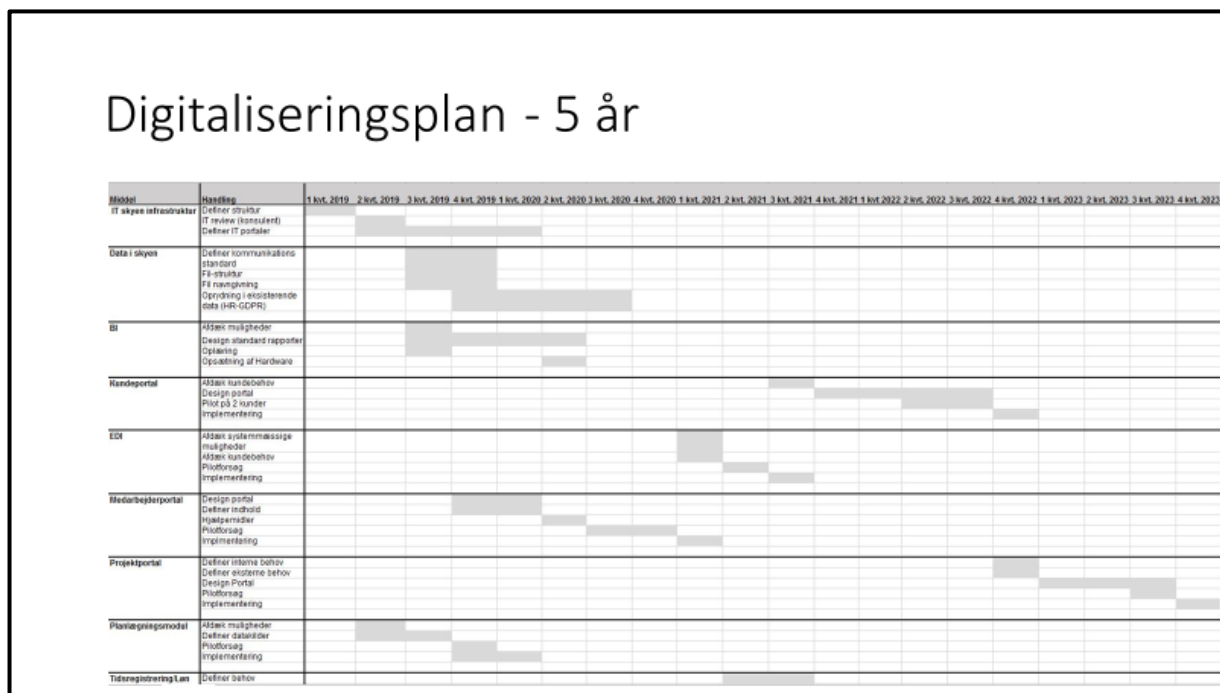 Digitaliseringsplan - 5 år
Middel Handling 1 kvt. 2019 2 kvt. 2019 3 kvt. 2019 4 kvt. 2019 1 kvt. 2020 2 kvt. 2020 3 kvt. 2020 4 kvt. 2020 1 kvt. 2021 2 kvt. 2021 3 kvt. 2021 4 kvt. 2021 1 kvt 2022 2 kvt. 2022 3 kvt. 2022 4 kvt. 2022 1 kvt. 2023 2 kvt. 2023 3 kvt. 2023 4 kvt. 2023
IT skyen infrastruktur Definer struktur
IT review (konsulent)
Definer IT portaler
Data i skyen Definer kommunikations
standard
Fil-struktur
Fil navngivning
Oprydning i eksisterende
data (HR-GDPR)
BI Afdæk muligheder
Design standard rapporter
Oplæring
Opsætning af Hardware
Kundeportal Afdæk kundebehov
Design portal
Pilot på 2 kunder
Implementering
EDI Afdæk systemmæssige
muligheder
Afdæk kundebehov
Pilotforsøg
Implementering
Medarbejderportal Design portal
Definer indhold
Hjælpemidler
Pilotforsøg
Implmentering
Projektportal Definer interne behov
Definer eksterne behov
Design Portal
Pilotforsøg
Implementering
Planlægningsmodul Afdæk muligheder
Definer datakilder
Pilotforsøg
Implementering
Tidsregistrering/Løn Definer behov